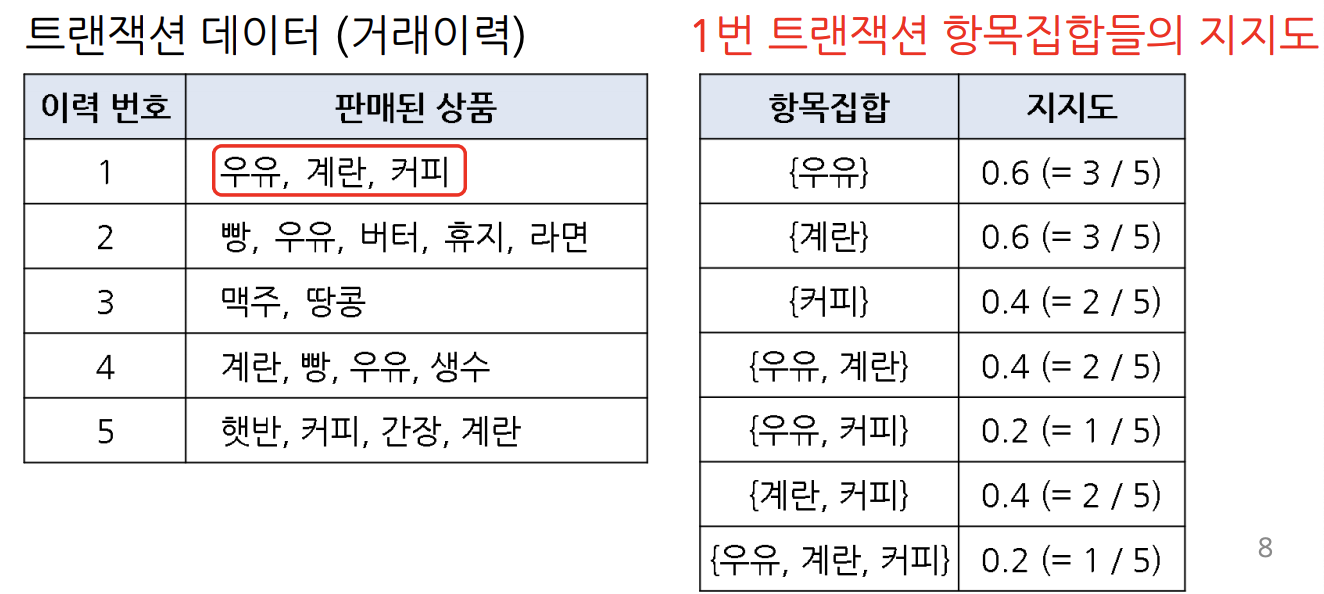 트랜잭션 데이터 (거래이력)
이력 번호 판매된 상품
1 우유, 계란, 커피
2 빵, 우유, 버터, 휴지, 라면
3 맥주, 땅콩
4 계란, 빵, 우유, 생수
5 햇반, 커피, 간장, 계란
1번 트랜잭션 항목집합들의 지지도
항목집합 지지도
{우유} 0.6 (= 3 / 5)
{계란} 0.6 (= 3 / 5)
{커피} 0.4 (= 2 / 5)
{우유, 계란} 0.4 (= 2 / 5)
{우유, 커피} 0.2 (= 1 / 5)
{계란, 커피} 0.4 (= 2 / 5)
{우유, 계란, 커피} 0.2 (= 1 / 5)
8